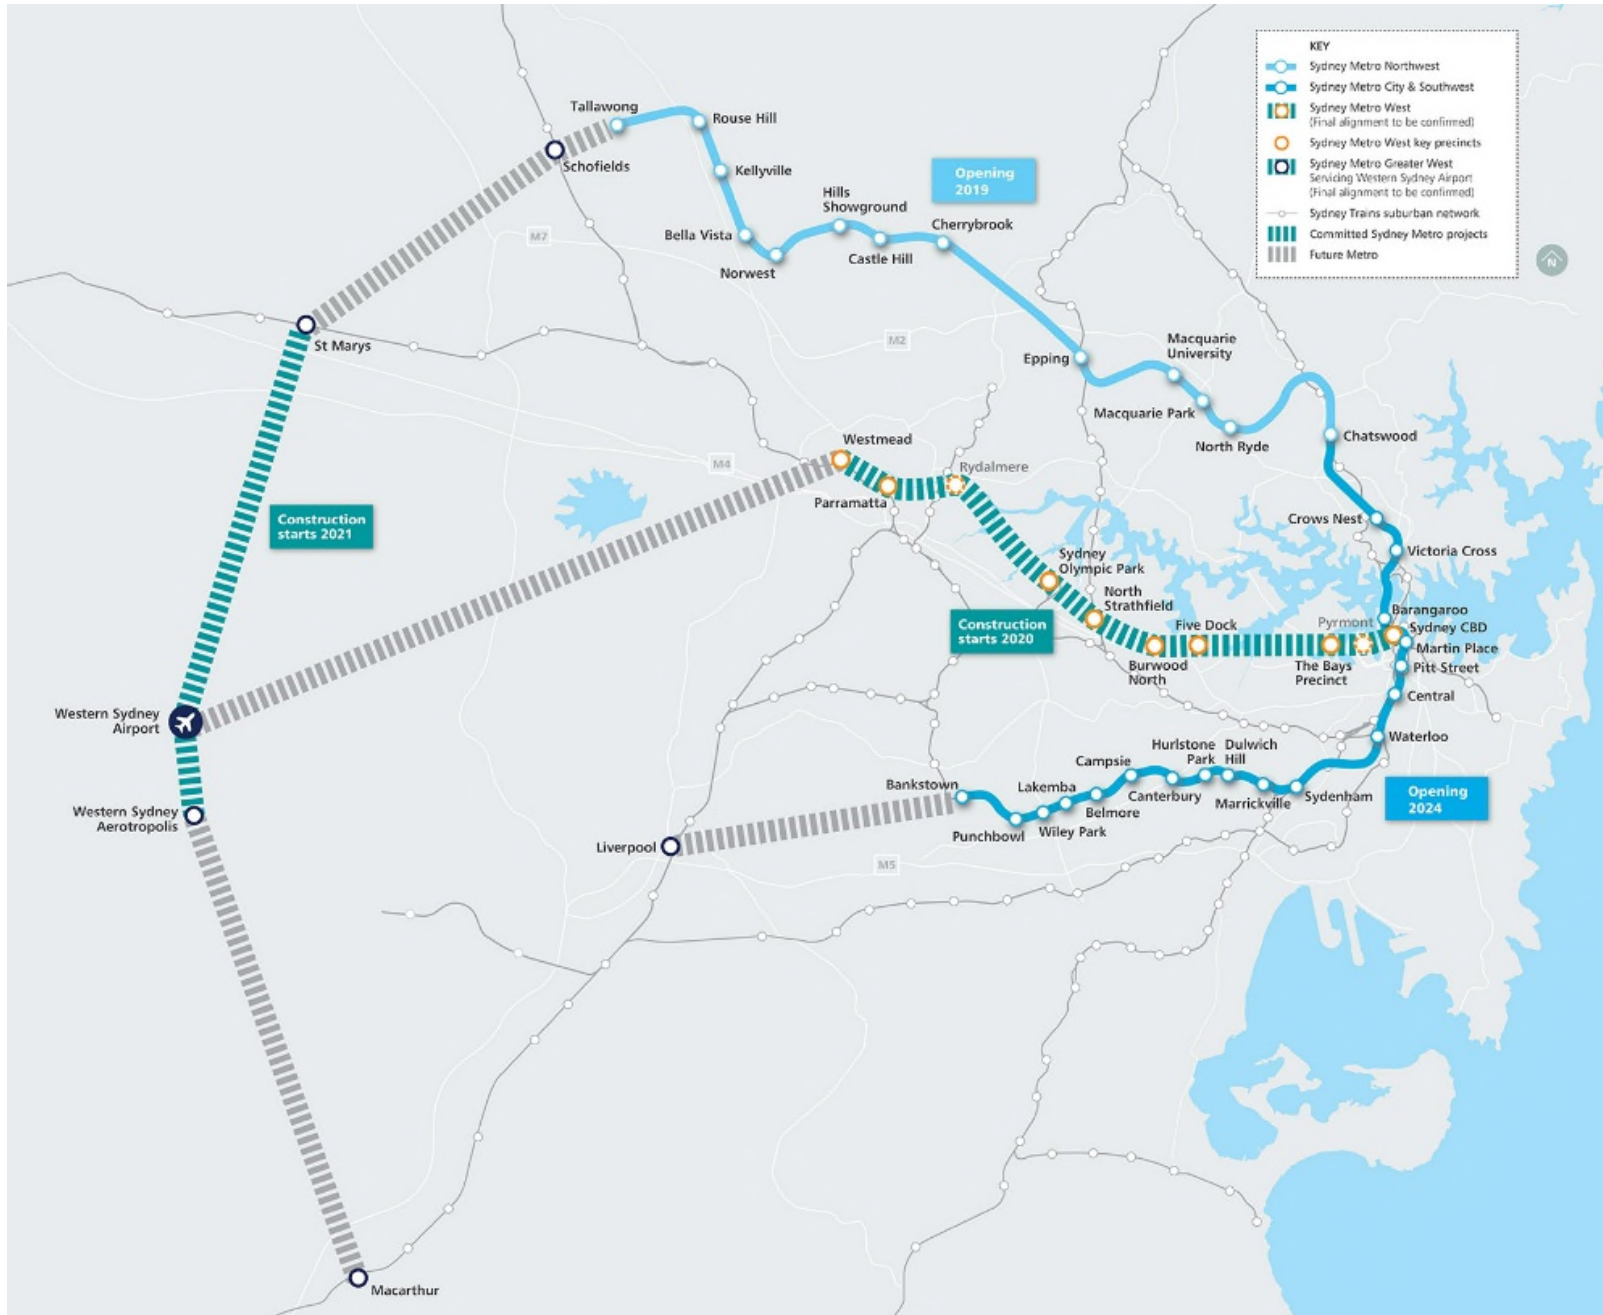 KEY
Sydney Metro Northwest
Sydney Metro City & Southwest
Sydney Metro West
(Final alignment to be confirmed)
Sydney Metro West key precincts
Sydney Metro Greater West
Servicing Western Sydney Airport
(Final alignment to be confirmed)
Sydney Trains suburban network
Committed Sydney Metro projects
Future Metro
N
Tallawong
Rouse Hill
Schofields
Kellyville
Opening
2019
Hills
Showground
Cherrybrook
Bella Vista
M7
Castle Hill
Norwest
St Marys
M2
Macquarie
University
Epping
Macquarie Park
North Ryde
Chatswood
Westmead
M4
Rydalmere
Parramatta
Construction
starts 2021
Crows Nest
Victoria Cross
Sydney
Olympic Park
North
Strathfield
Construction
starts 2020
Five Dock
Pyrmont
Barangaroo
Sydney CBD
Martin Place
Burwood
North
The Bays
Precinct
Pitt Street
Central
Western Sydney
Airport
Waterloo
Hurlstone
Park
Dulwich
Hill
Campsie
Bankstown
Lakemba
Canterbury
Sydenham
Opening
2024
Marrickville
Belmore
Western Sydney
Aerotropolis
Wiley Park
Punchbowl
Liverpool
M5
Macarthur